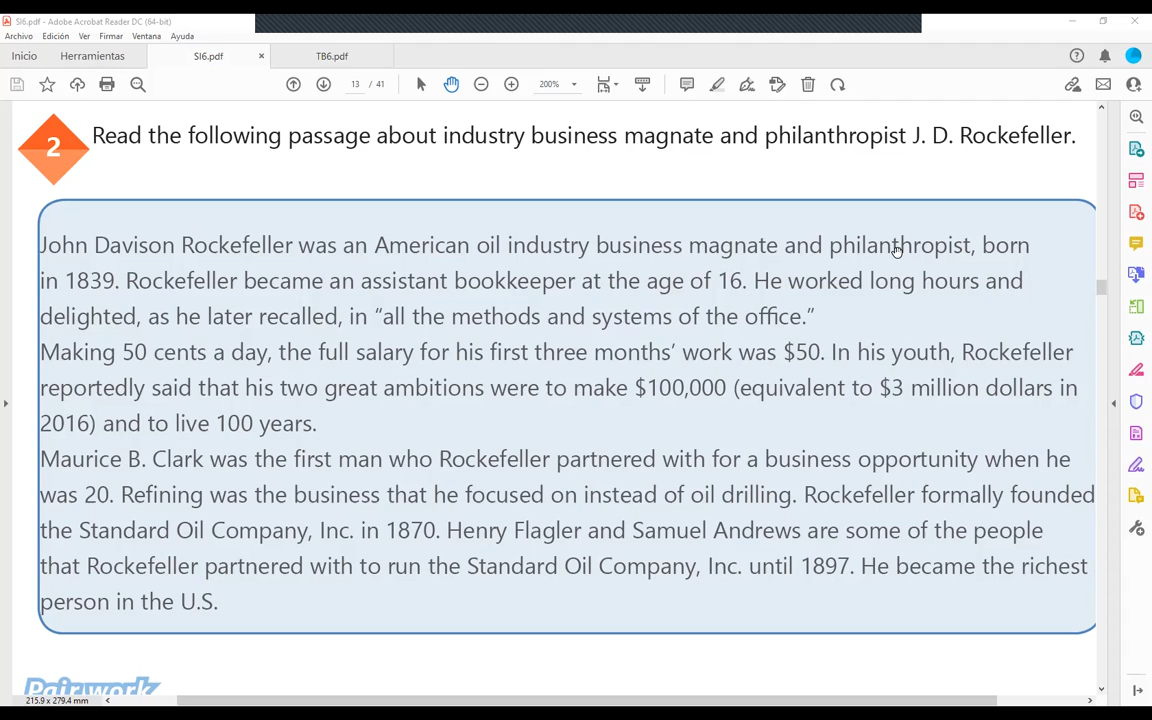 SI6.pdf - Adobe Acrobat Reader DC (64-bit)
Archivo Edición Ver Firmar Ventana Ayuda
Inicio Herramientas SI6.pdf × TB6.pdf
13 / 41 200%
2 Read the following passage about industry business magnate and philanthropist J. D. Rockefeller.
John Davison Rockefeller was an American oil industry business magnate and philanthropist, born
in 1839. Rockefeller became an assistant bookkeeper at the age of 16. He worked long hours and
delighted, as he later recalled, in “all the methods and systems of the office.”
Making 50 cents a day, the full salary for his first three months’ work was $50. In his youth, Rockefeller
reportedly said that his two great ambitions were to make $100,000 (equivalent to $3 million dollars in
2016) and to live 100 years.
Maurice B. Clark was the first man who Rockefeller partnered with for a business opportunity when he
was 20. Refining was the business that he focused on instead of oil drilling. Rockefeller formally founded
the Standard Oil Company, Inc. in 1870. Henry Flagler and Samuel Andrews are some of the people
that Rockefeller partnered with to run the Standard Oil Company, Inc. until 1897. He became the richest
person in the U.S.
Pair work
215.9 x 279.4 mm